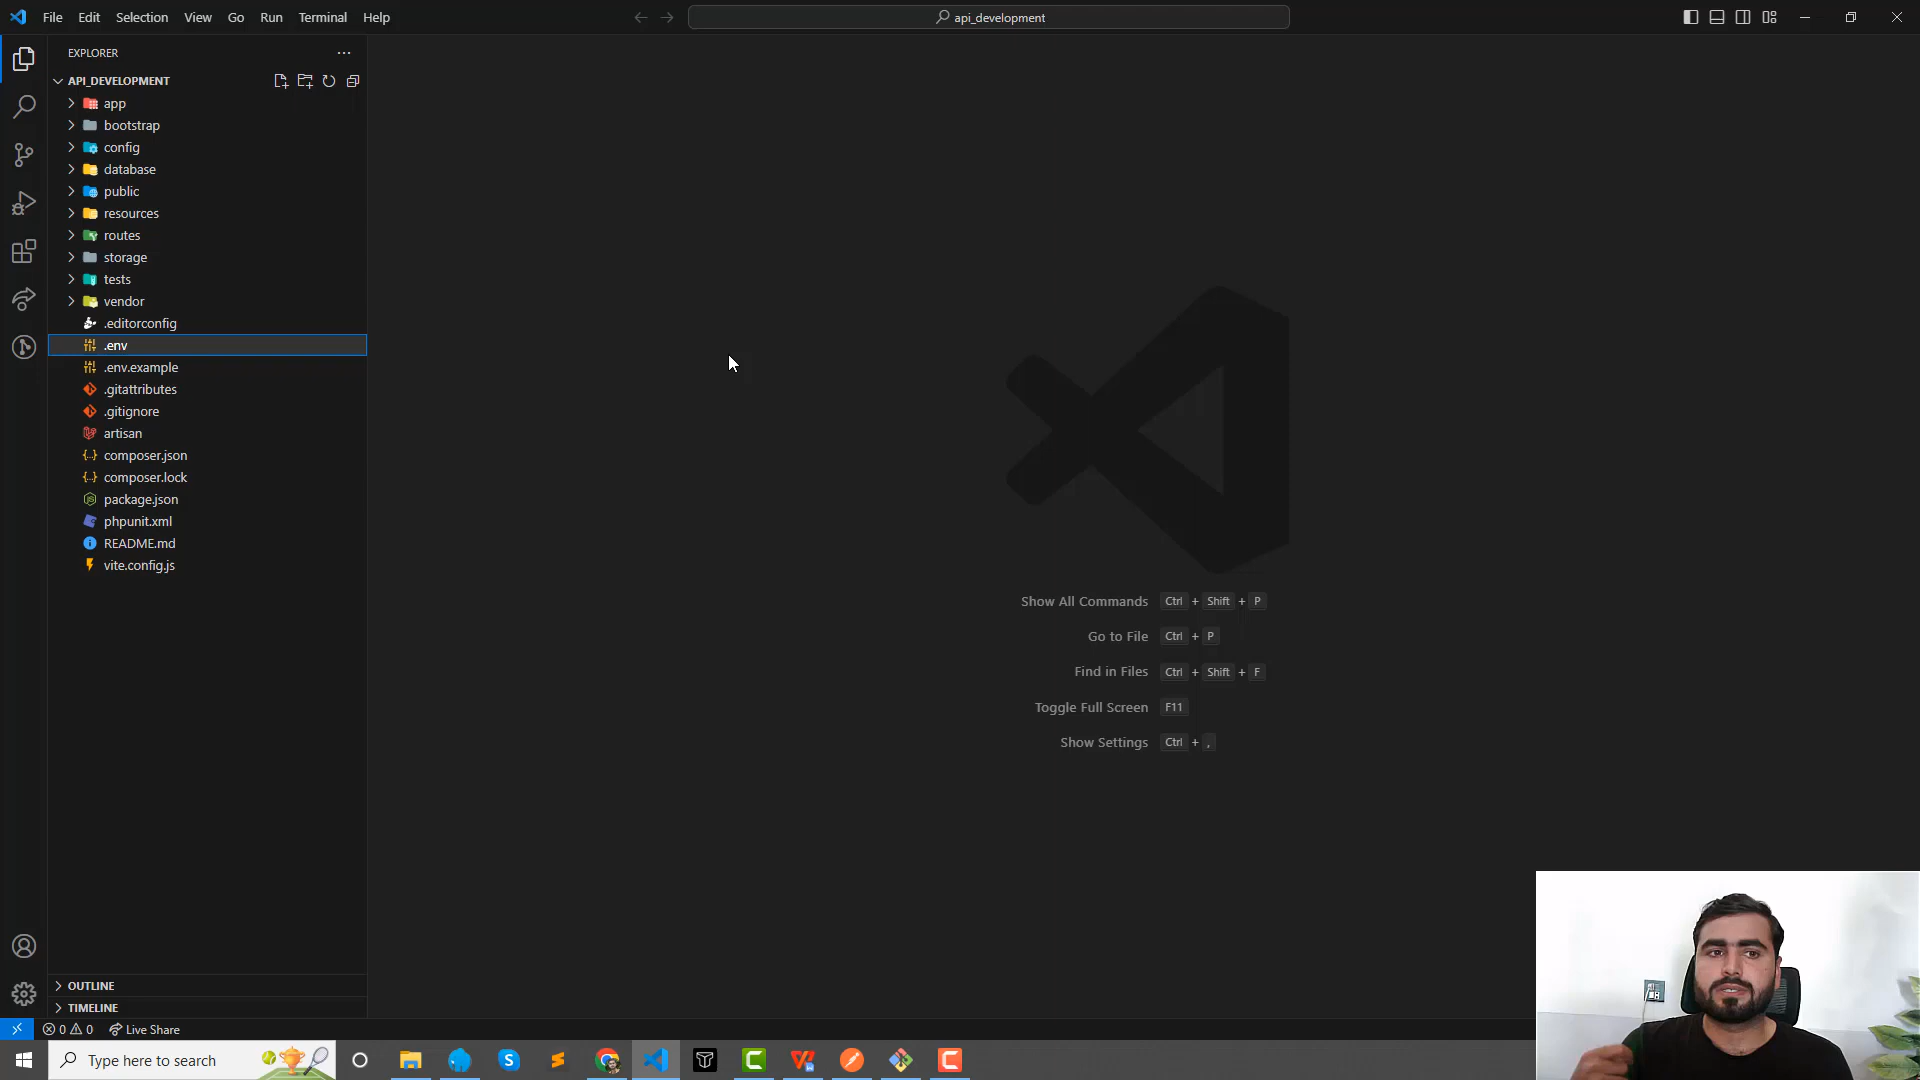 File Edit Selection View Go Run Terminal Help
api_development
EXPLORER
API_DEVELOPMENT
app
bootstrap
config
database
public
resources
routes
storage
tests
vendor
.editorconfig
.env
.env.example
.gitattributes
.gitignore
artisan
composer.json
composer.lock
package.json
phpunit.xml
README.md
vite.config.js
Show All Commands Ctrl + Shift + P
Go to File Ctrl + P
Find in Files Ctrl + Shift + F
Toggle Full Screen F11
Show Settings Ctrl + ,
OUTLINE
TIMELINE
0 0 Live Share
Type here to search